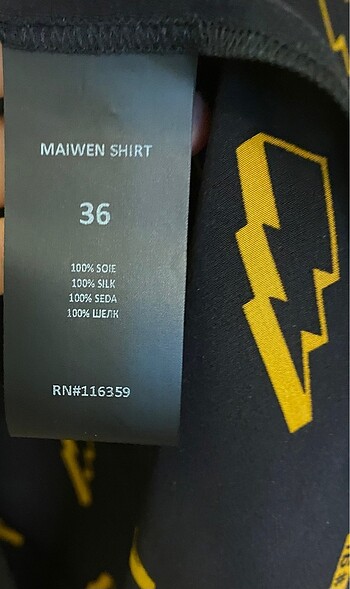 MAIWEN SHIRT
36
100% SOIE
100% SILK
100% SEDA
100% ШЕЛК
RN#116359